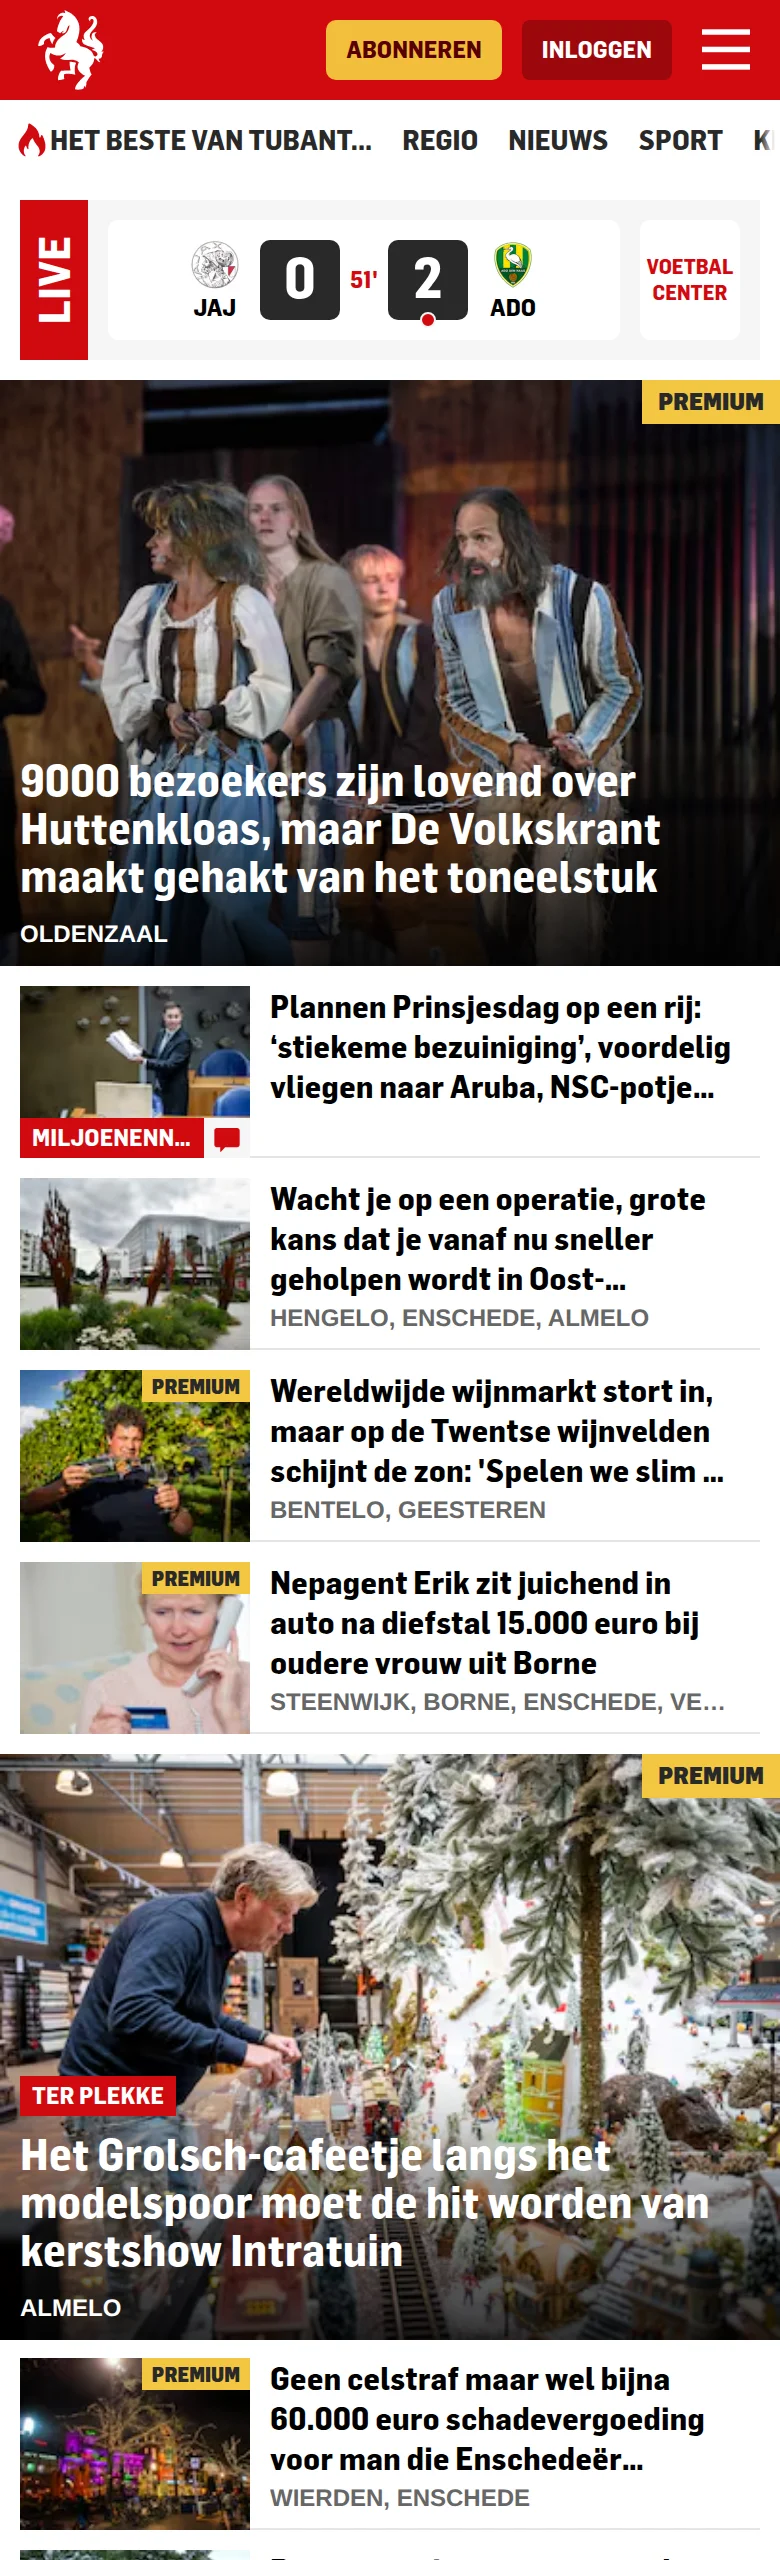 ABONNEREN
INLOGGEN
HET BESTE VAN TUBANT... REGIO NIEUWS SPORT
LIVE
JAJ
0
51'
2
ADO
VOETBAL
CENTER
PREMIUM
9000 bezoekers zijn lovend over
Huttenkloas, maar De Volkskrant
maakt gehakt van het toneelstuk
OLDENZAAL
MILJOENENN...
Plannen Prinsjesdag op een rij:
‘stiekeme bezuiniging’, voordelig
vliegen naar Aruba, NSC-potje...
Wacht je op een operatie, grote
kans dat je vanaf nu sneller
geholpen wordt in Oost-...
HENGELO, ENSCHEDE, ALMELO
PREMIUM
Wereldwijde wijnmarkt stort in,
maar op de Twentse wijnvelden
schijnt de zon: 'Spelen we slim ...
BENTELO, GEESTEREN
PREMIUM
Nepagent Erik zit juichend in
auto na diefstal 15.000 euro bij
oudere vrouw uit Borne
STEENWIJK, BORNE, ENSCHEDE, VE...
PREMIUM
TER PLEKKE
Het Grolsch-cafeetje langs het
modelspoor moet de hit worden van
kerstshow Intratuin
ALMELO
PREMIUM
Geen celstraf maar wel bijna
60.000 euro schadevergoeding
voor man die Enschedeër...
WIERDEN, ENSCHEDE